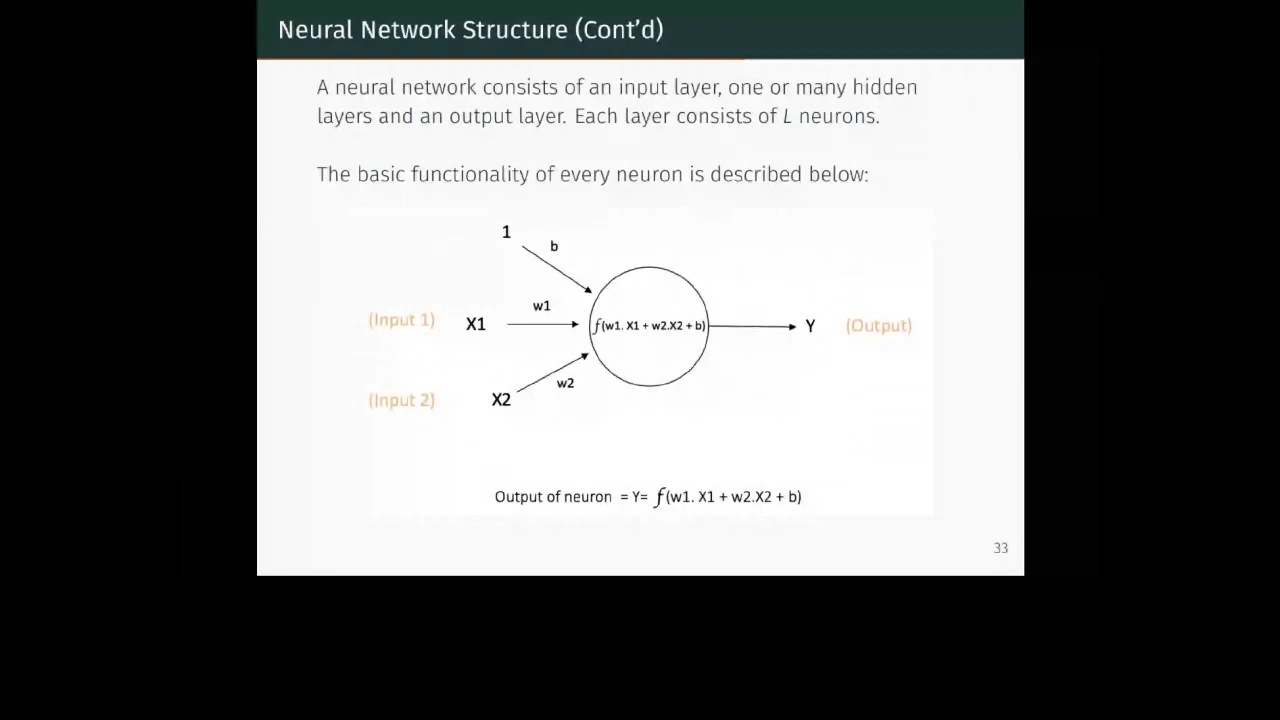 Neural Network Structure (Cont'd)
A neural network consists of an input layer, one or many hidden
layers and an output layer. Each layer consists of L neurons.
The basic functionality of every neuron is described below:
1
b
w1
(Input 1) X1 f(w1. X1 + w2.X2 + b) Y (Output)
w2
(Input 2) X2
Output of neuron = Y= f(w1. X1 + w2.X2 + b)
33